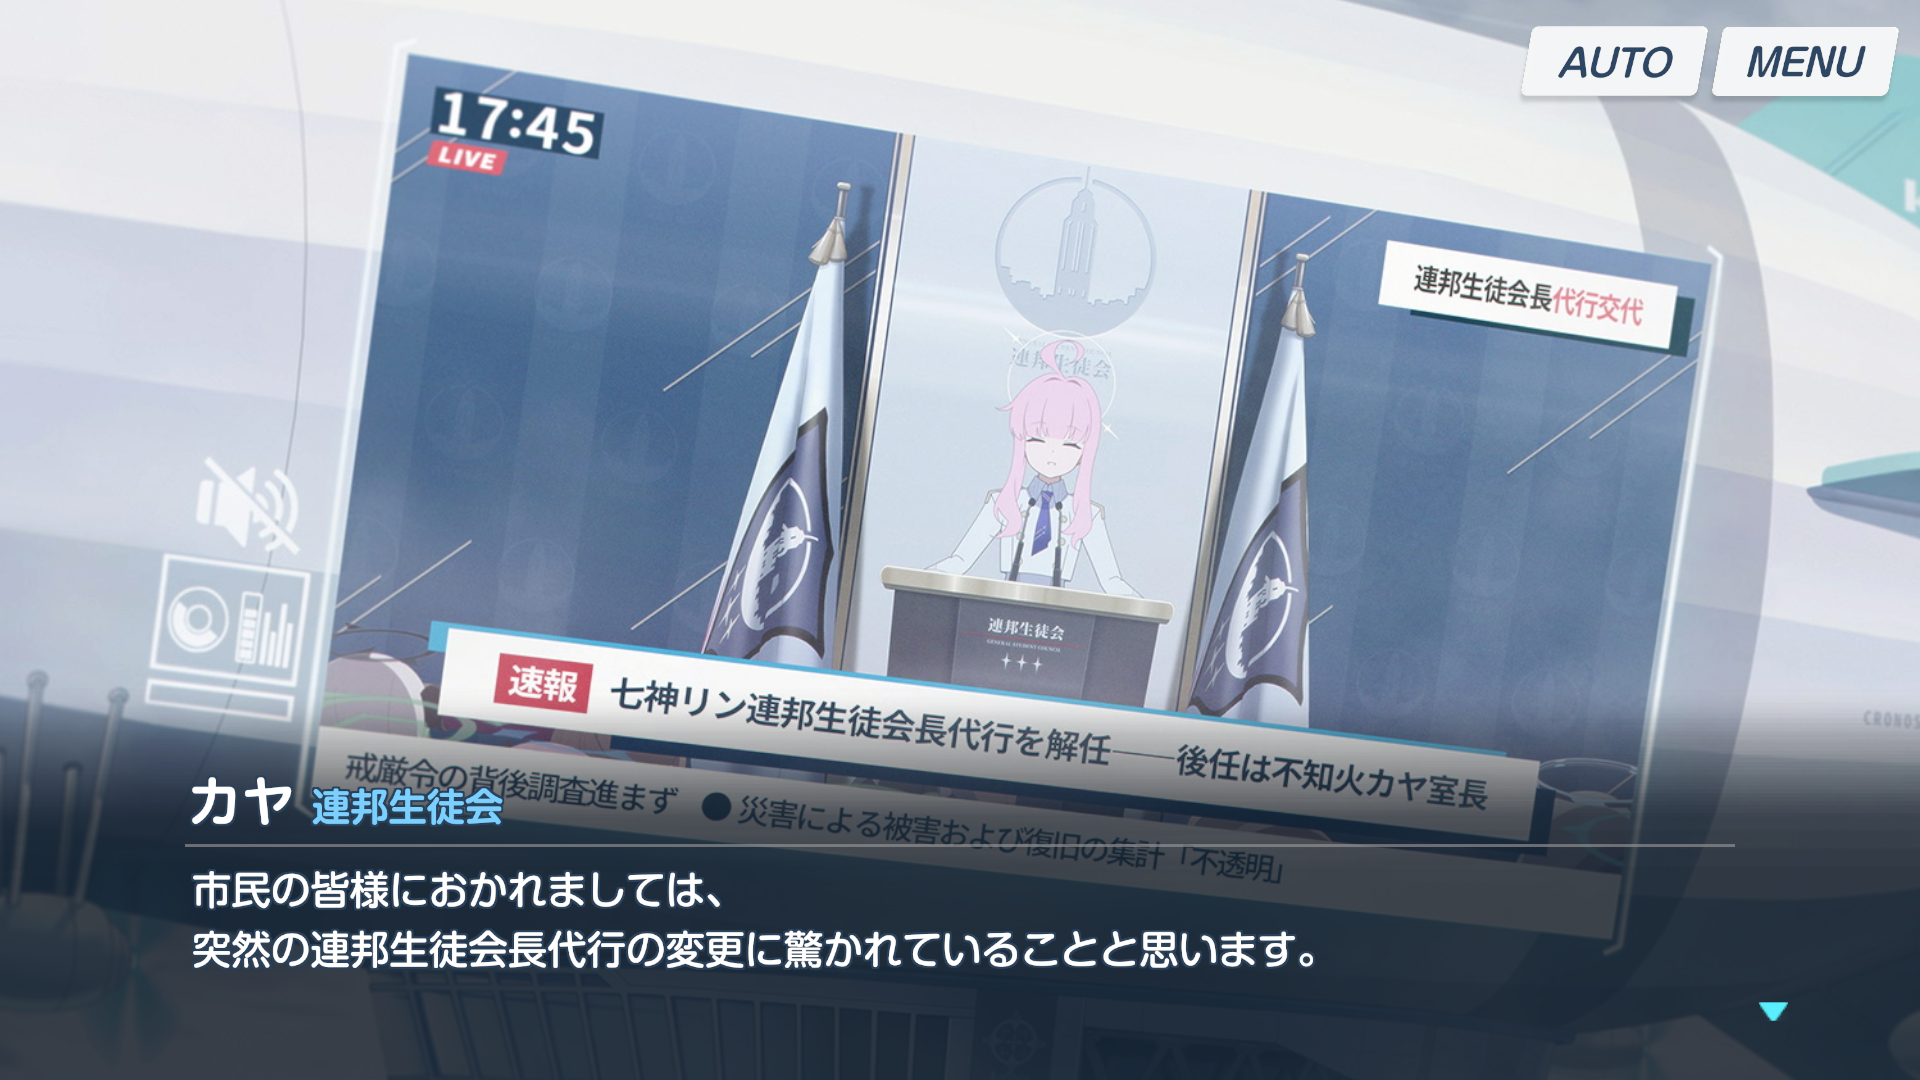 AUTO
MENU
17:45
LIVE
連邦生徒会長代行交代
連邦生徒会
連邦生徒会
GENERAL STUDENT COUNCIL
速報 七神リン連邦生徒会長代行を解任──後任は不知火カヤ室長
戒厳令の背後調査進まず ●災害による被害および復旧の集計「不透明」
CRONOS
カヤ 連邦生徒会
市民の皆様におかれましては、
突然の連邦生徒会長代行の変更に驚かれていることと思います。